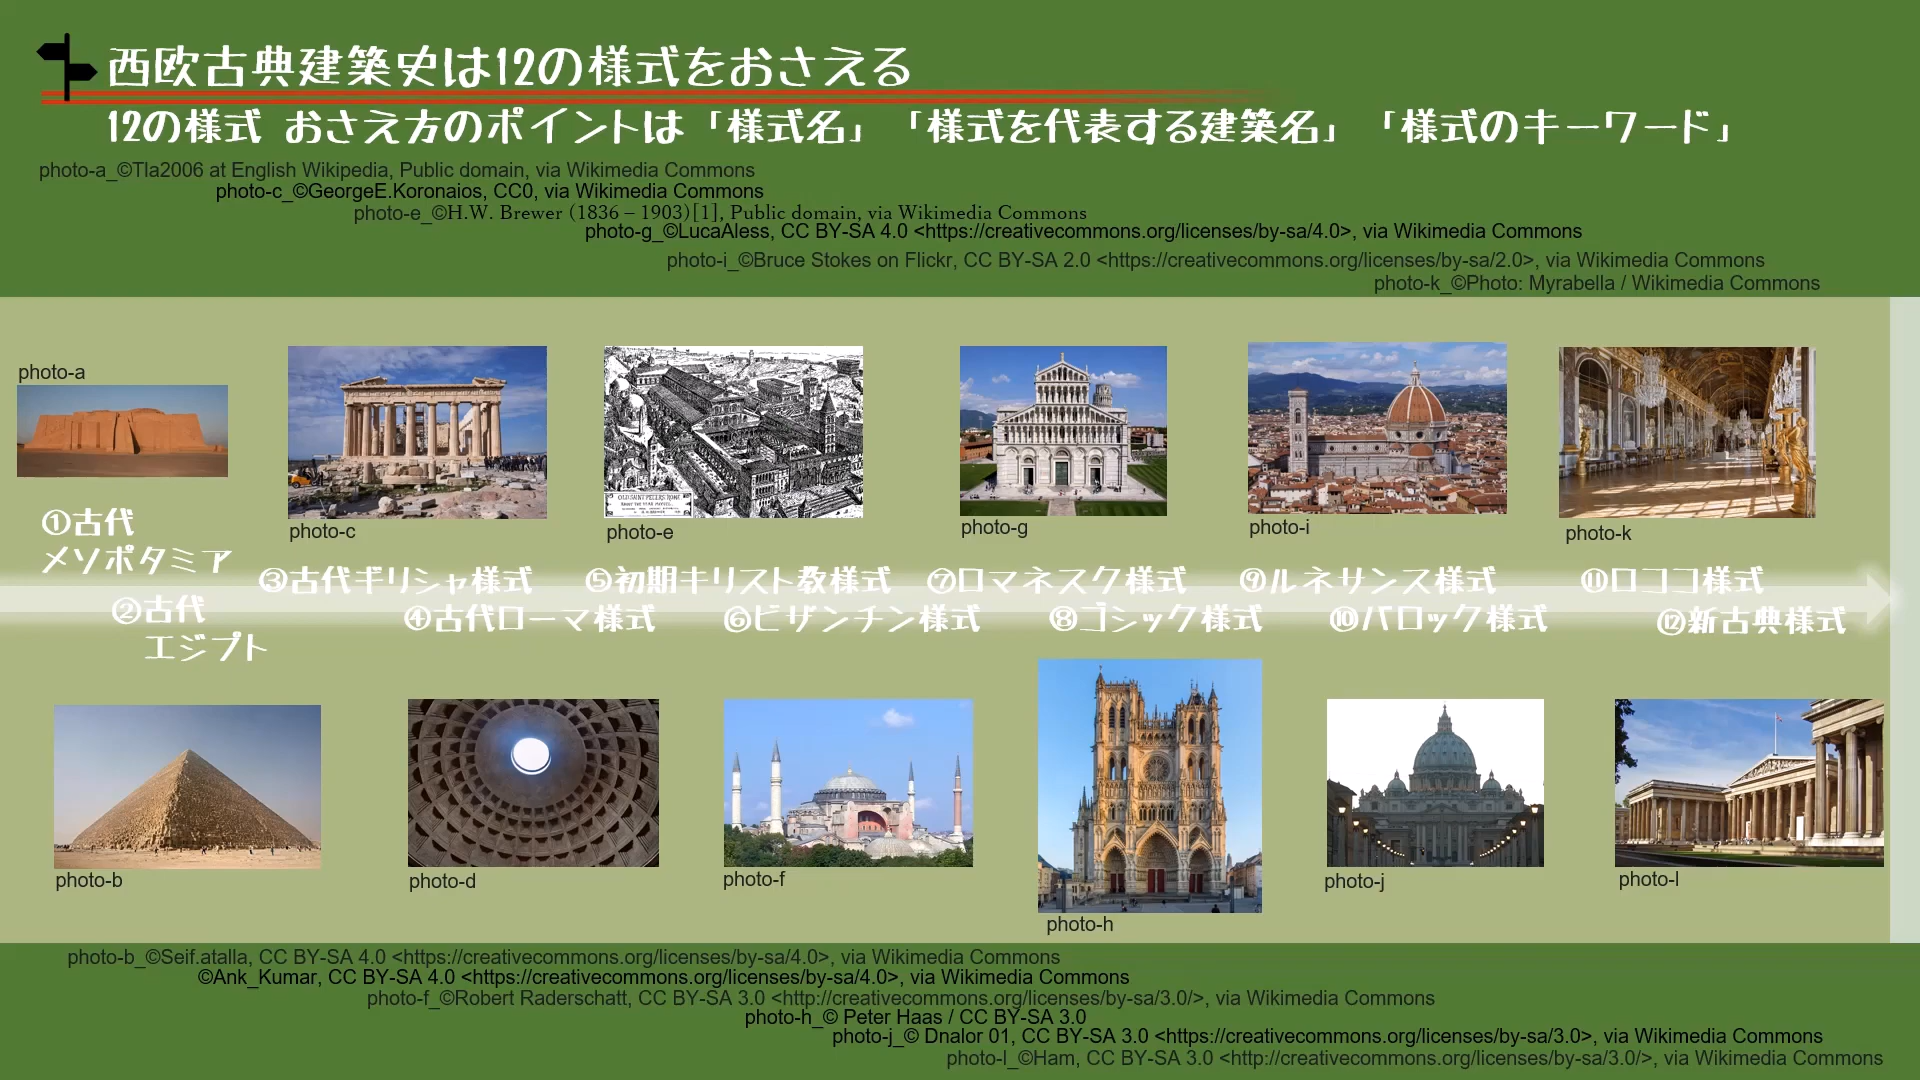 西欧古典建築史は12の様式をおさえる
12の様式 おさえ方のポイントは「様式名」「様式を代表する建築名」「様式のキーワード」
photo-a_©Tla2006 at English Wikipedia, Public domain, via Wikimedia Commons
photo-c_©GeorgeE.Koronaios, CC0, via Wikimedia Commons
photo-e_©H.W. Brewer (1836 – 1903)[1], Public domain, via Wikimedia Commons
photo-g_©LucaAless, CC BY-SA 4.0 <https://creativecommons.org/licenses/by-sa/4.0>, via Wikimedia Commons
photo-i_©Bruce Stokes on Flickr, CC BY-SA 2.0 <https://creativecommons.org/licenses/by-sa/2.0>, via Wikimedia Commons
photo-k_©Photo: Myrabella / Wikimedia Commons
photo-a
OLD SAINT PETERS ROME
photo-c
photo-e
photo-g
photo-i
photo-k
①古代
メソポタミア
②古代
エジプト
③古代ギリシャ様式
④古代ローマ様式
⑤初期キリスト教様式
⑥ビザンチン様式
⑦ロマネスク様式
⑧ゴシック様式
⑨ルネサンス様式
⑩バロック様式
⑪ロココ様式
⑫新古典様式
photo-b
photo-d
photo-f
photo-h
photo-j
photo-l
photo-b_©Seif.atalla, CC BY-SA 4.0 <https://creativecommons.org/licenses/by-sa/4.0>, via Wikimedia Commons
©Ank_Kumar, CC BY-SA 4.0 <https://creativecommons.org/licenses/by-sa/4.0>, via Wikimedia Commons
photo-f_©Robert Raderschatt, CC BY-SA 3.0 <http://creativecommons.org/licenses/by-sa/3.0/>, via Wikimedia Commons
photo-h_© Peter Haas / CC BY-SA 3.0
photo-j_© Dnalor 01, CC BY-SA 3.0 <https://creativecommons.org/licenses/by-sa/3.0>, via Wikimedia Commons
photo-l_©Ham, CC BY-SA 3.0 <http://creativecommons.org/licenses/by-sa/3.0/>, via Wikimedia Commons